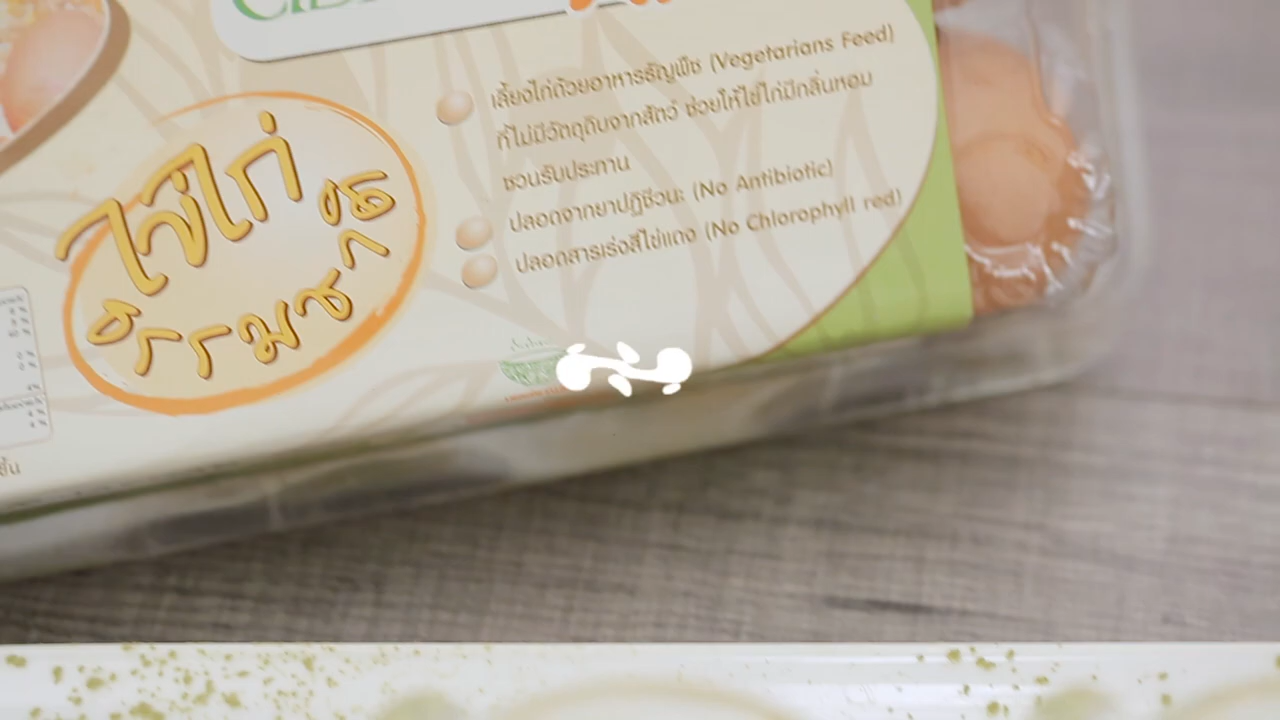 ไข่ไก่
ธรรมชาติ
เลี้ยงไก่ด้วยอาหารธัญพืช (Vegetarians Feed)
ที่ไม่มีวัตถุดิบจากสัตว์ ช่วยให้ไข่ไก่มีกลิ่นหอม
ชวนรับประทาน
ปลอดจากยาปฏิชีวนะ (No Antibiotic)
ปลอดสารเร่งสีไข่แดง (No Chlorophyll red)